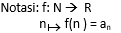 Notasi: f: N → R
n ↦ f(n ) = aₙ